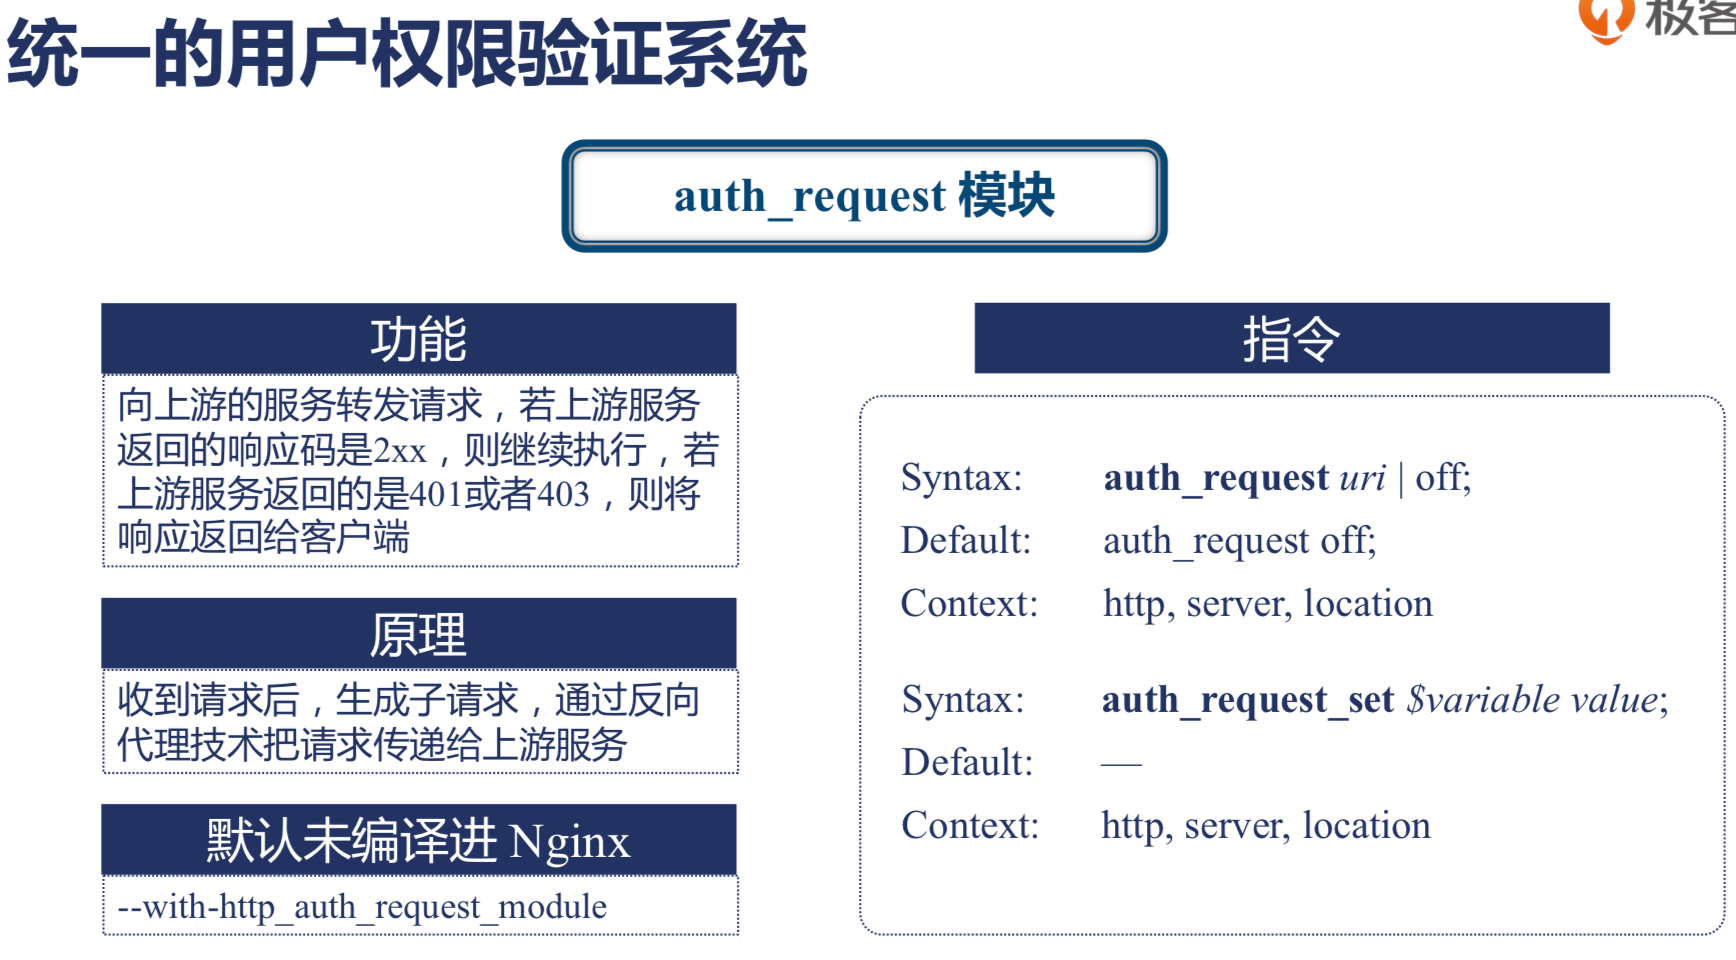 统一的用户权限验证系统
极客
auth_request 模块
功能
向上游的服务转发请求，若上游服务
返回的响应码是2xx，则继续执行，若
上游服务返回的是401或者403，则将
响应返回给客户端
原理
收到请求后，生成子请求，通过反向
代理技术把请求传递给上游服务
默认未编译进 Nginx
--with-http_auth_request_module
指令
Syntax: auth_request uri | off;
Default: auth_request off;
Context: http, server, location
Syntax: auth_request_set $variable value;
Default: —
Context: http, server, location